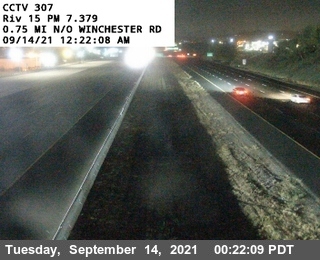 CCTV 307
Riv 15 PM 7.379
0.75 MI N/O WINCHESTER RD
09/14/21 12:22:08 AM
Tuesday, September 14, 2021 00:22:09 PDT